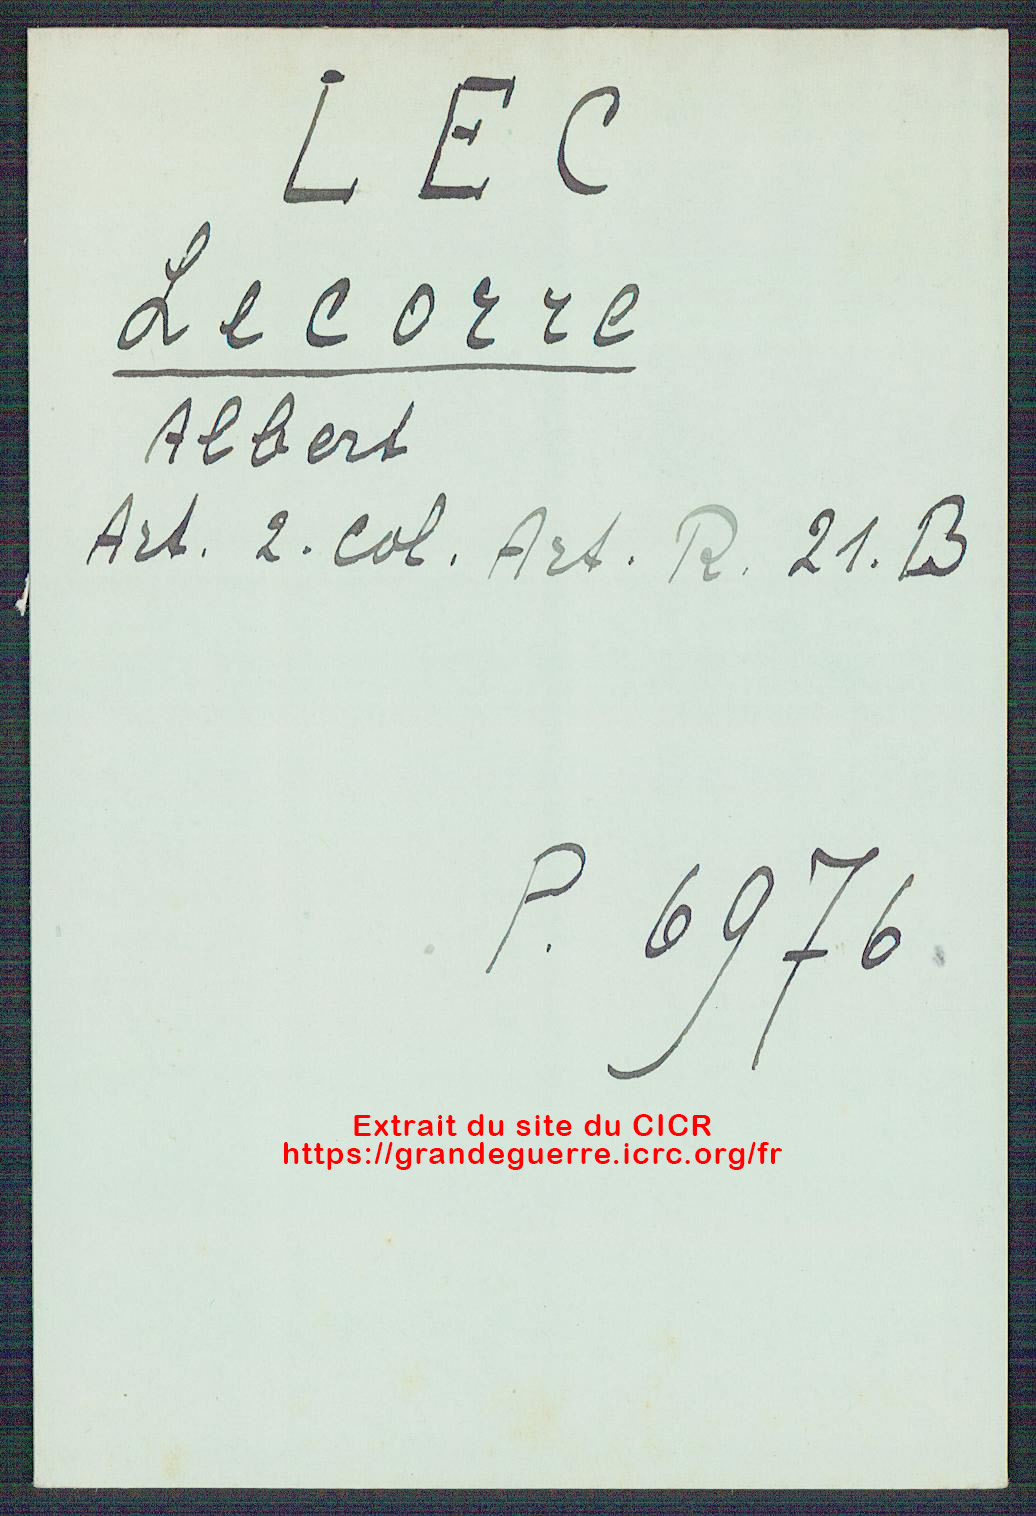 LEC
Lecorre
Albert
Art. 2. col. Art. R. 21. B
P. 6976
Extrait du site du CICR
https://grandeguerre.icrc.org/fr